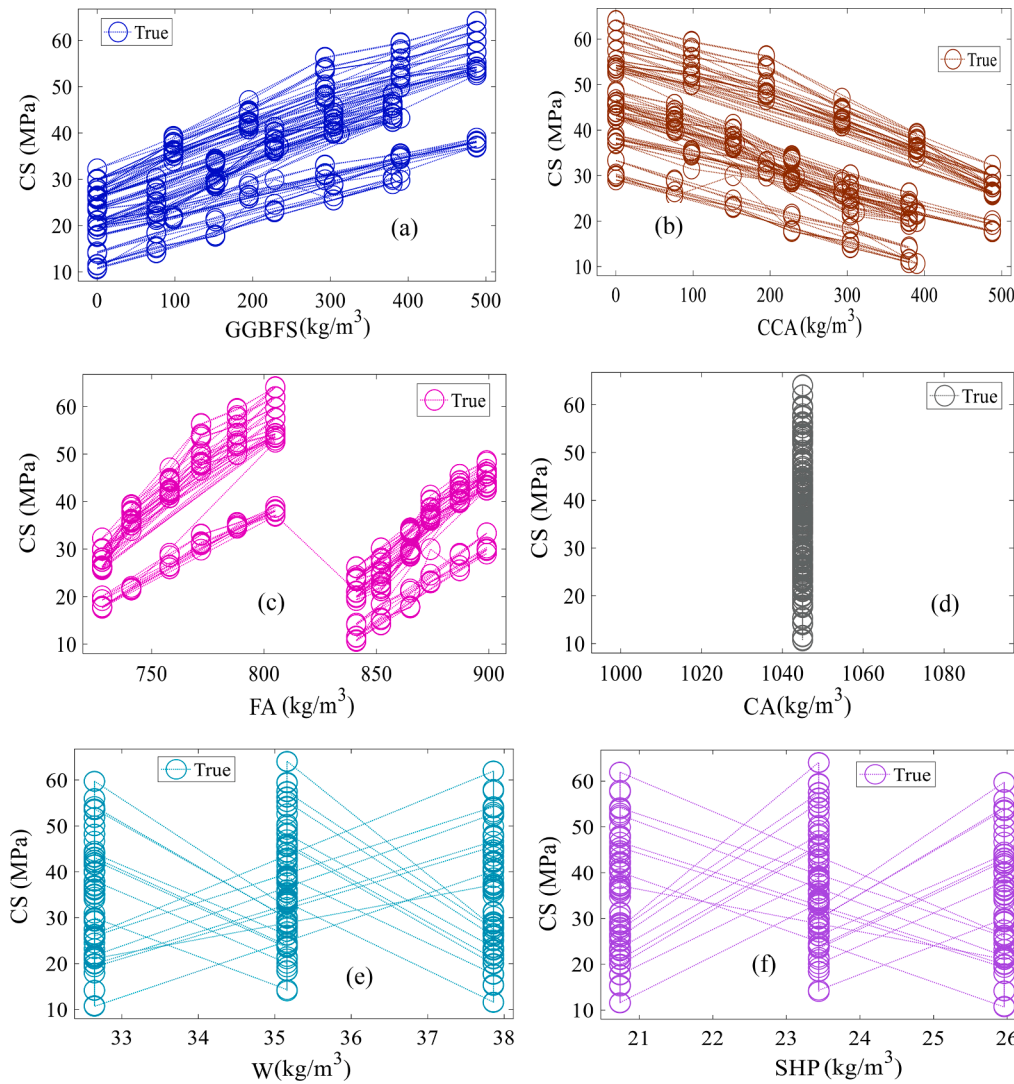 True
CS (MPa)
60
50
40
30
20
10
(a)
0 100 200 300 400 500
GGBFS(kg/m³)
True
CS (MPa)
60
50
40
30
20
10
(b)
0 100 200 300 400 500
CCA(kg/m³)
True
CS (MPa)
60
50
40
30
20
10
(c)
750 800 850 900
FA (kg/m³)
True
CS (MPa)
60
50
40
30
20
10
(d)
1000 1020 1040 1060 1080
CA(kg/m³)
True
CS (MPa)
60
50
40
30
20
10
(e)
33 34 35 36 37 38
W(kg/m³)
True
CS (MPa)
60
50
40
30
20
10
(f)
21 22 23 24 25 26
SHP(kg/m³)